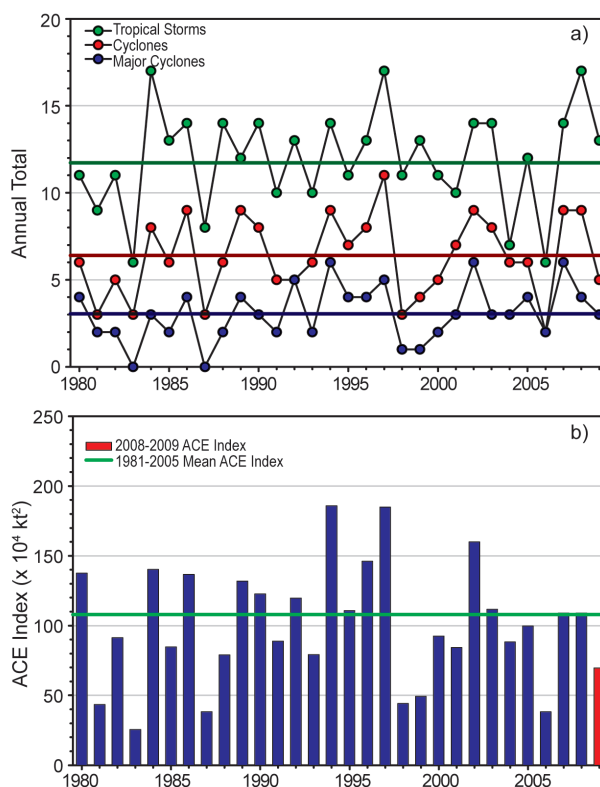 20
a)
Tropical Storms
Cyclones
Major Cyclones
15
10
5
0
Annual Total
1980 1985 1990 1995 2000 2005
250
b)
2008-2009 ACE Index
1981-2005 Mean ACE Index
200
150
100
50
0
ACE Index (x 10⁴ kt²)
1980 1985 1990 1995 2000 2005